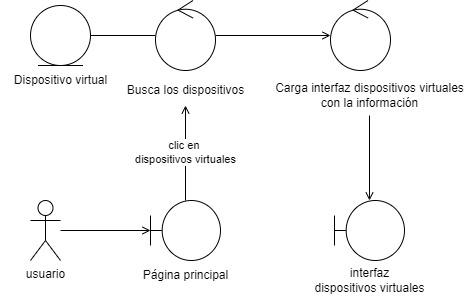 Dispositivo virtual
Busca los dispositivos
Carga interfaz dispositivos virtuales
con la información
clic en
dispositivos virtuales
usuario
Página principal
interfaz
dispositivos virtuales